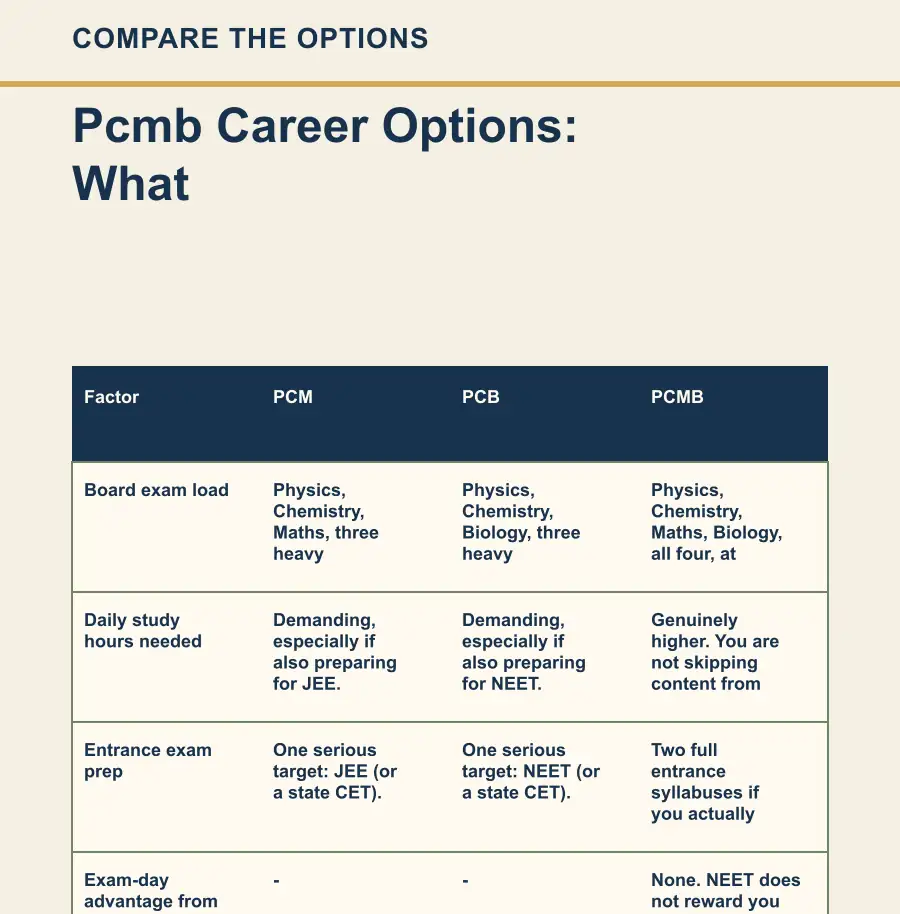 COMPARE THE OPTIONS
Pcmb Career Options:
What
Factor
PCM
PCB
PCMB
Board exam load
Physics,
Chemistry,
Maths, three
heavy
Physics,
Chemistry,
Biology, three
heavy
Physics,
Chemistry,
Maths, Biology,
all four, at
Daily study
hours needed
Demanding,
especially if
also preparing
for JEE.
Demanding,
especially if
also preparing
for NEET.
Genuinely
higher. You are
not skipping
content from
Entrance exam
prep
One serious
target: JEE (or
a state CET).
One serious
target: NEET (or
a state CET).
Two full
entrance
syllabuses if
you actually
Exam-day
advantage from
-
-
None. NEET does
not reward you